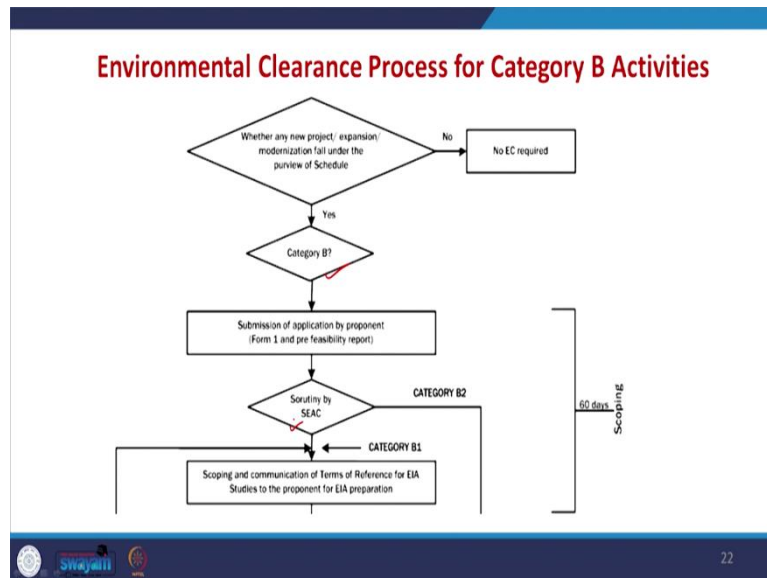 Environmental Clearance Process for Category B Activities
Whether any new project/ expansion/
modernization fall under the
purview of Schedule
No
No EC required
Yes
Category B?
Submission of application by proponent
(Form 1 and pre feasibility report)
Scrutiny by
SEAC
CATEGORY B2
60 days
Scoping
CATEGORY B1
Scoping and communication of Terms of Reference for EIA
Studies to the proponent for EIA preparation
swayam
22